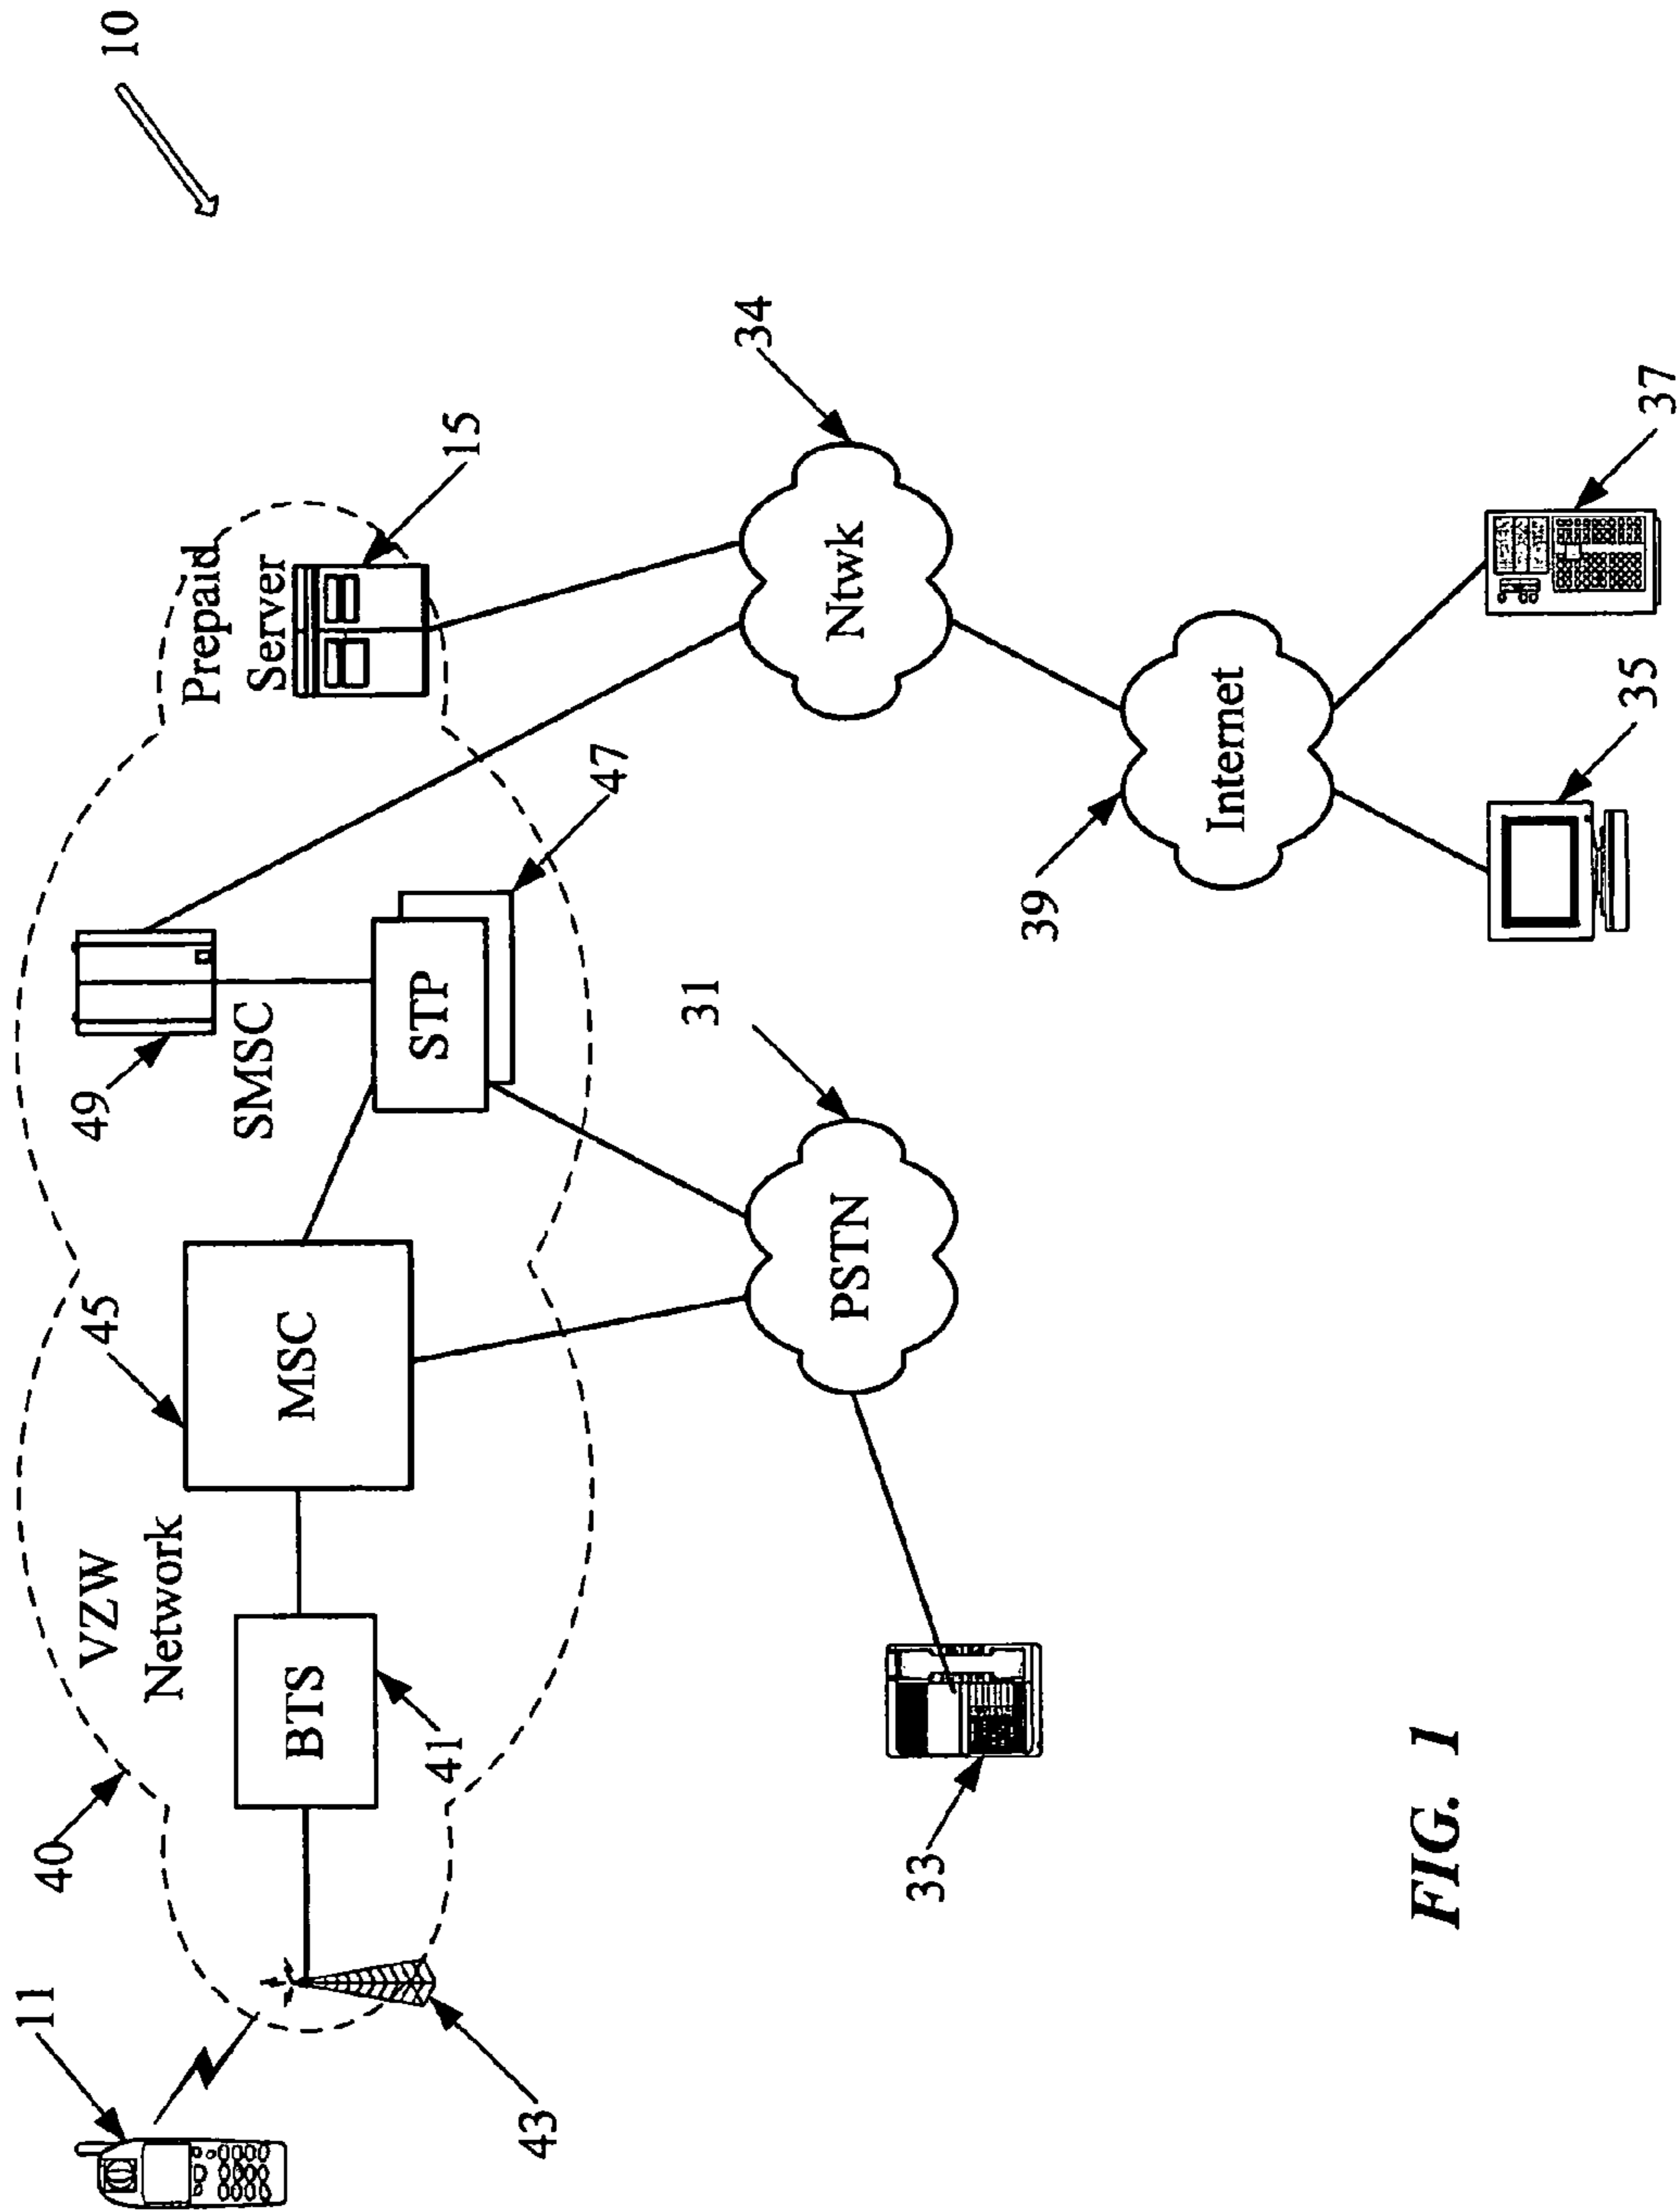 10
11
40
VZW
Network
45
49
SMSC
Prepaid
Server
15
BTS
MSC
STP
41
47
43
31
34
PSTN
Ntwk
33
39
Internet
35
37
FIG. 1